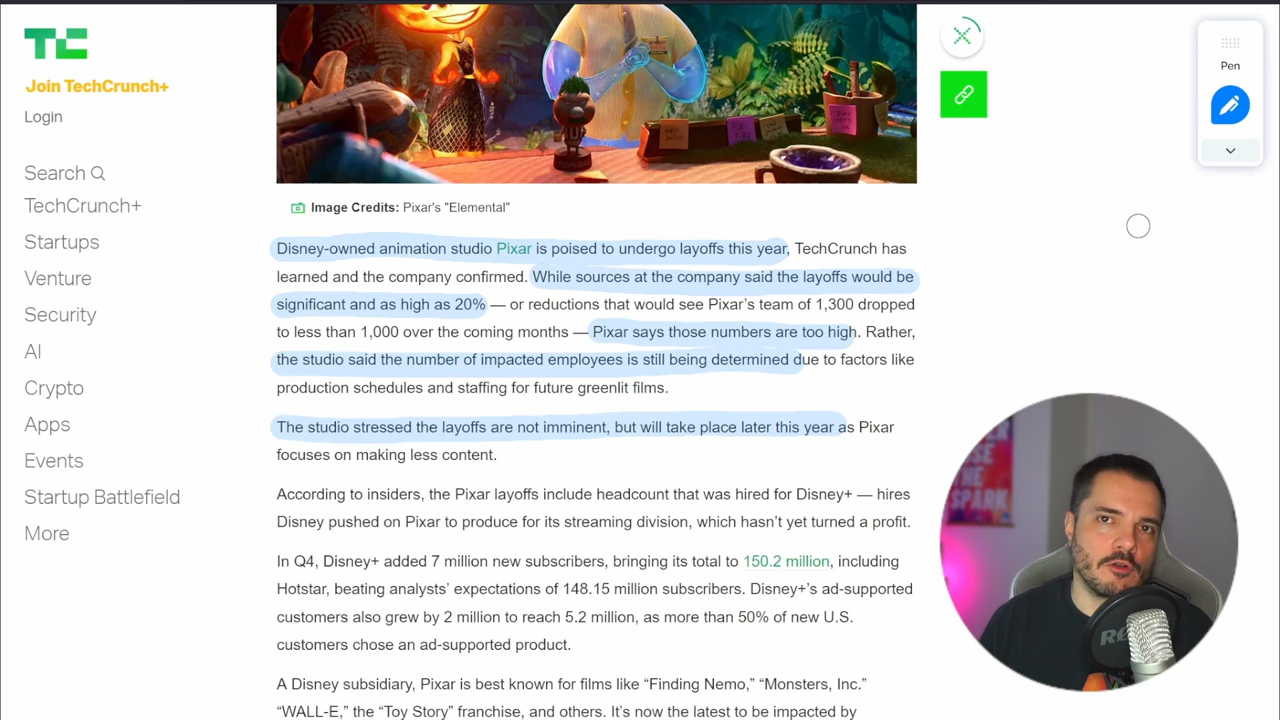 TC
Join TechCrunch+
Login
Search
TechCrunch+
Startups
Venture
Security
AI
Crypto
Apps
Events
Startup Battlefield
More
Image Credits: Pixar's "Elemental"
Disney-owned animation studio Pixar is poised to undergo layoffs this year, TechCrunch has
learned and the company confirmed. While sources at the company said the layoffs would be
significant and as high as 20% — or reductions that would see Pixar’s team of 1,300 dropped
to less than 1,000 over the coming months — Pixar says those numbers are too high. Rather,
the studio said the number of impacted employees is still being determined due to factors like
production schedules and staffing for future greenlit films.
The studio stressed the layoffs are not imminent, but will take place later this year as Pixar
focuses on making less content.
According to insiders, the Pixar layoffs include headcount that was hired for Disney+ — hires
Disney pushed on Pixar to produce for its streaming division, which hasn’t yet turned a profit.
In Q4, Disney+ added 7 million new subscribers, bringing its total to 150.2 million, including
Hotstar, beating analysts’ expectations of 148.15 million subscribers. Disney+’s ad-supported
customers also grew by 2 million to reach 5.2 million, as more than 50% of new U.S.
customers chose an ad-supported product.
A Disney subsidiary, Pixar is best known for films like “Finding Nemo,” “Monsters, Inc.”
“WALL-E,” the “Toy Story” franchise, and others. It’s now the latest to be impacted by
Pen
THE
SPARK